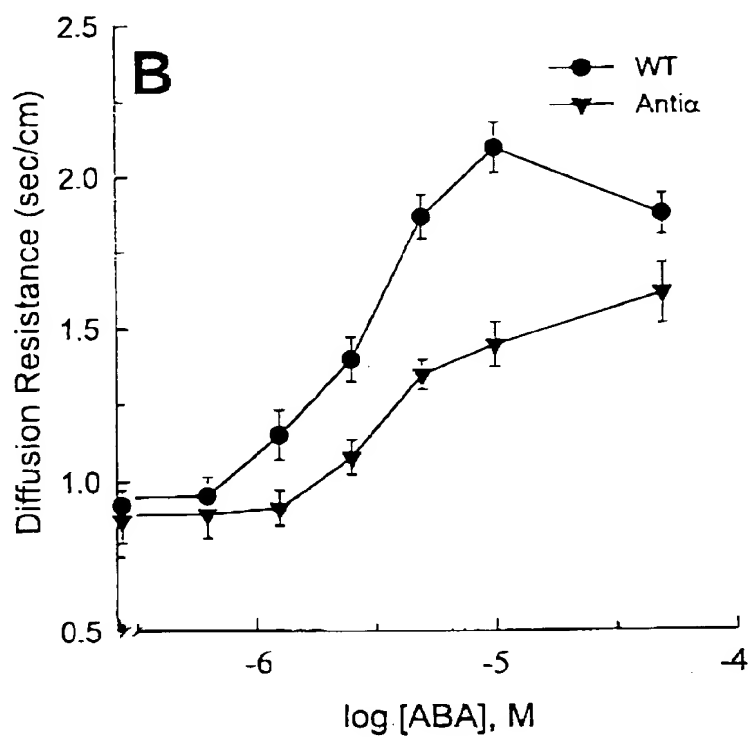 B
WT
Antiα
Diffusion Resistance (sec/cm)
2.5
2.0
1.5
1.0
0.5
-6
-5
-4
log [ABA], M